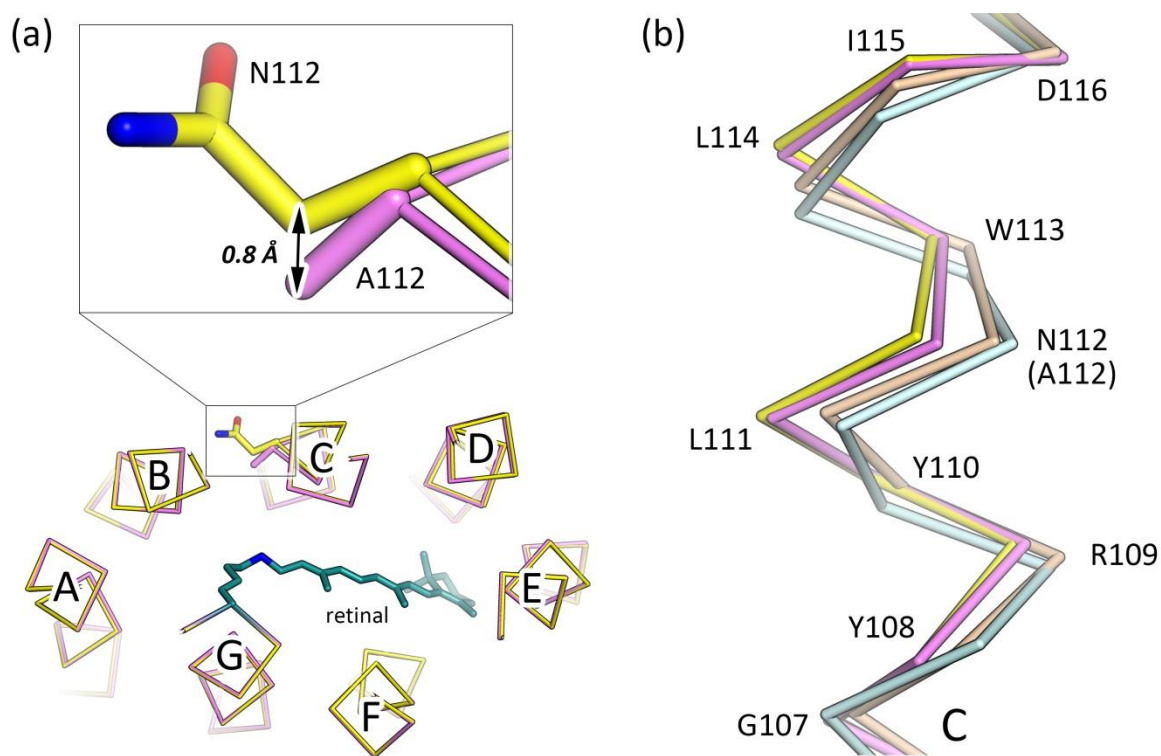 (a)
N112
0.8 Å
A112
B
C
D
A
E
retinal
G
F
(b)
I115
D116
L114
W113
N112
(A112)
L111
Y110
R109
Y108
G107
C